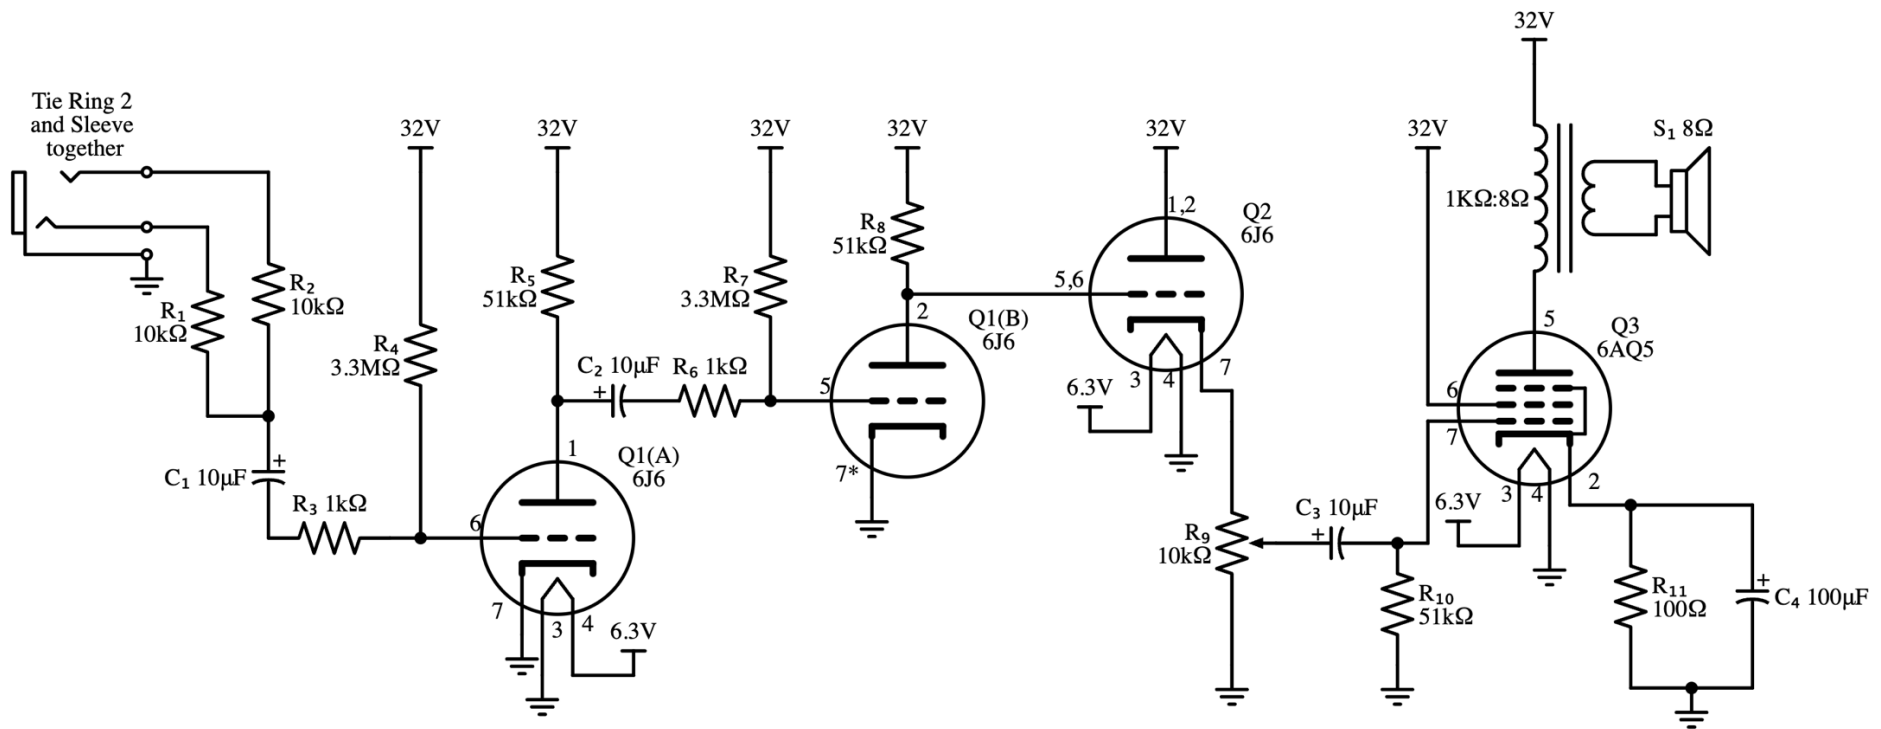 Tie Ring 2
and Sleeve
together
R₁
10kΩ
R₂
10kΩ
C₁ 10µF
+
R₃ 1kΩ
32V
R₄
3.3MΩ
32V
R₅
51kΩ
6
1
Q1(A)
6J6
7
3
4
6.3V
C₂ 10µF
+
R₆ 1kΩ
32V
R₇
3.3MΩ
32V
R₈
51kΩ
5
2
Q1(B)
6J6
7*
32V
1,2
Q2
6J6
5,6
3
4
7
6.3V
R₉
10kΩ
C₃ 10µF
+
R₁₀
51kΩ
32V
32V
1KΩ:8Ω
S₁ 8Ω
5
Q3
6AQ5
6
7
3
4
2
6.3V
R₁₁
100Ω
+
C₄ 100µF